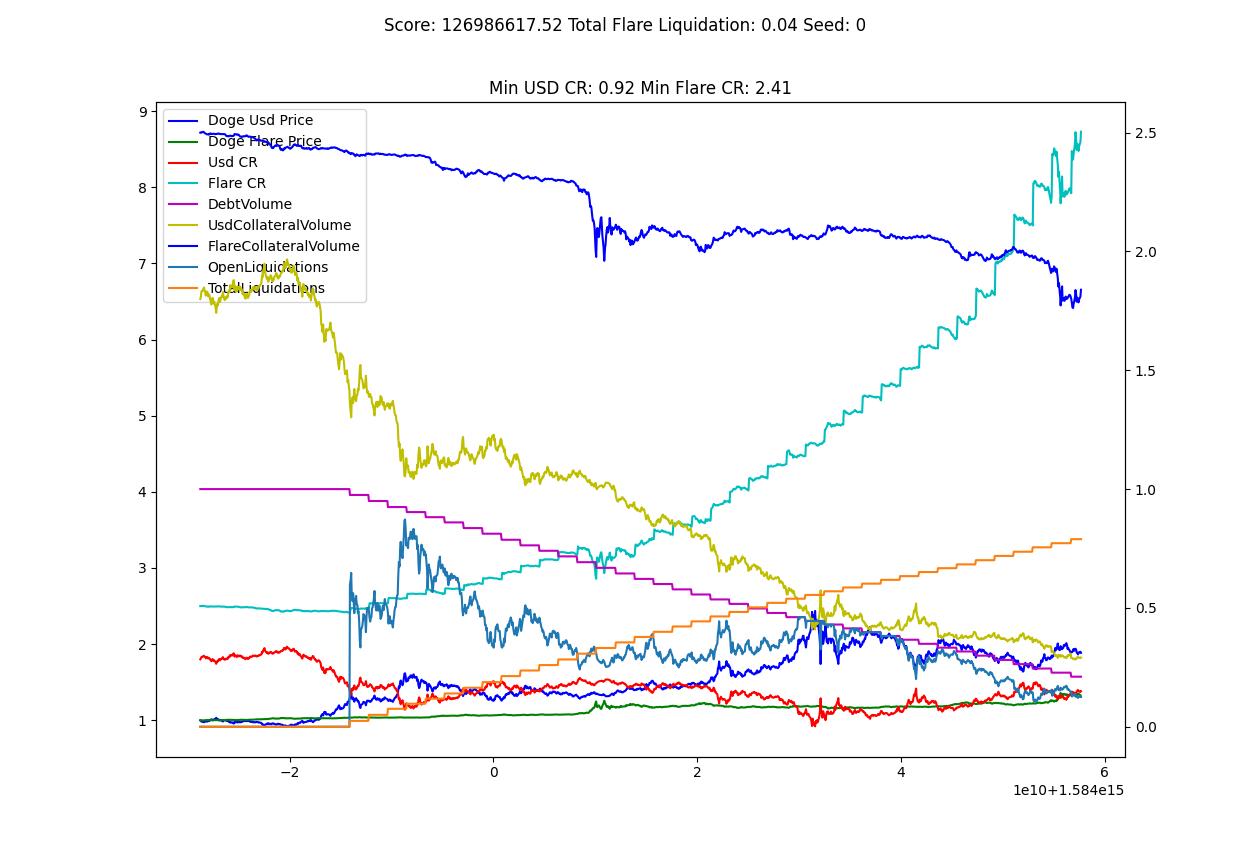 Score: 126986617.52 Total Flare Liquidation: 0.04 Seed: 0
Min USD CR: 0.92 Min Flare CR: 2.41
Doge Usd Price
Doge Flare Price
Usd CR
Flare CR
DebtVolume
UsdCollateralVolume
FlareCollateralVolume
OpenLiquidations
TotalLiquidations
9
8
7
6
5
4
3
2
1
2.5
2.0
1.5
1.0
0.5
0.0
−2
0
2
4
6
1e10+1.584e15